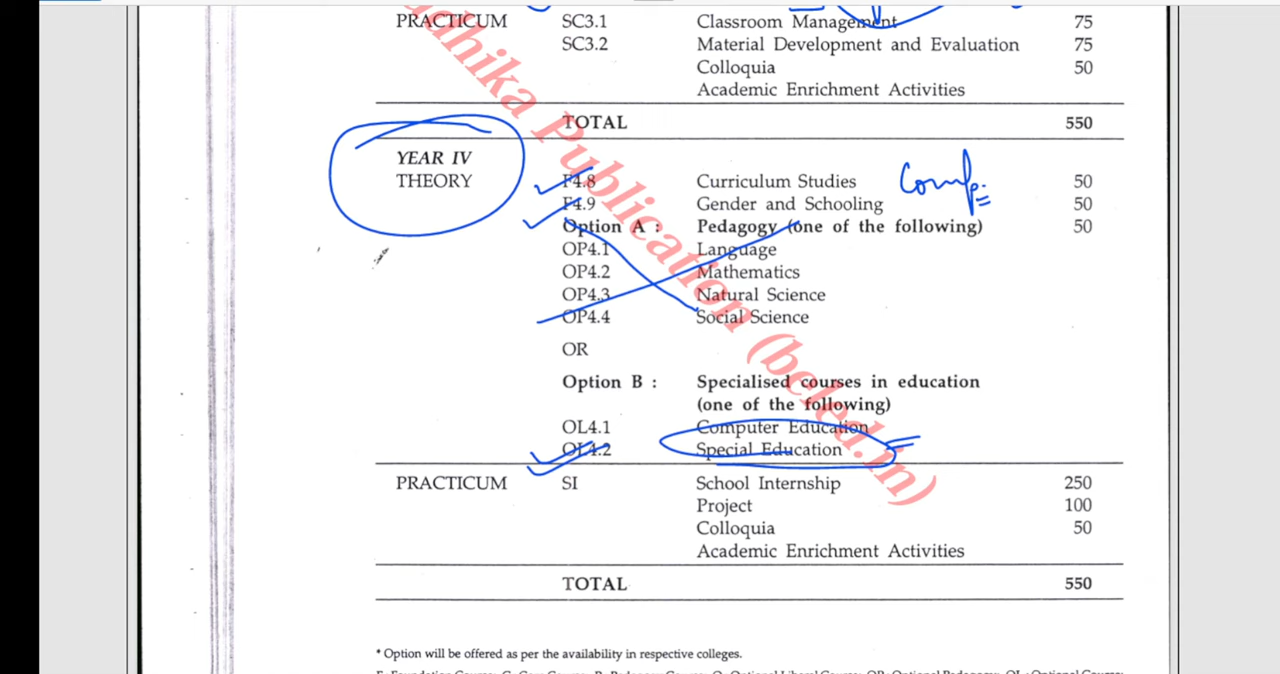 PRACTICUM SC3.1 Classroom Management 75
SC3.2 Material Development and Evaluation 75
Colloquia 50
Academic Enrichment Activities
TOTAL 550
YEAR IV
THEORY F4.8 Curriculum Studies 50
Comp.
F4.9 Gender and Schooling 50
Option A : Pedagogy (one of the following) 50
OP4.1 Language
OP4.2 Mathematics
OP4.3 Natural Science
OP4.4 Social Science
OR
Option B : Specialised courses in education
(one of the following)
OL4.1 Computer Education
OL4.2 Special Education
PRACTICUM SI School Internship 250
Project 100
Colloquia 50
Academic Enrichment Activities
TOTAL 550
* Option will be offered as per the availability in respective colleges.
Publication (beled.in)